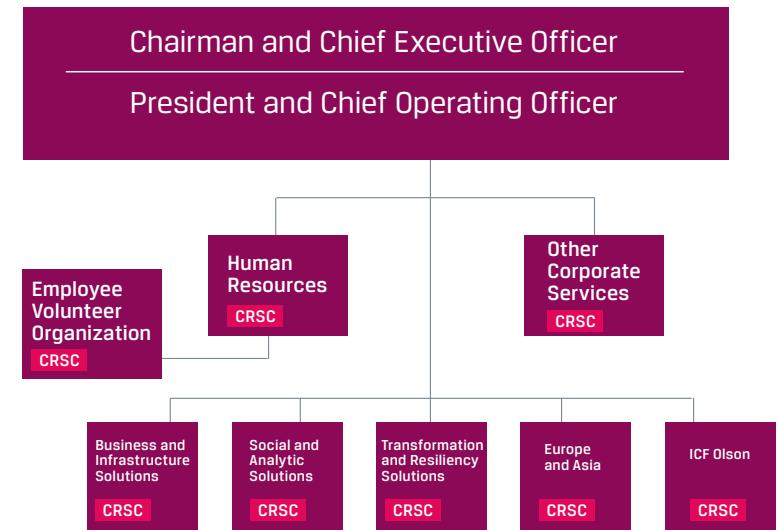 Chairman and Chief Executive Officer
President and Chief Operating Officer
Human
Resources
CRSC
Other
Corporate
Services
CRSC
Employee
Volunteer
Organization
CRSC
Business and
Infrastructure
Solutions
CRSC
Social and
Analytic
Solutions
CRSC
Transformation
and Resiliency
Solutions
CRSC
Europe
and Asia
CRSC
ICF Olson
CRSC